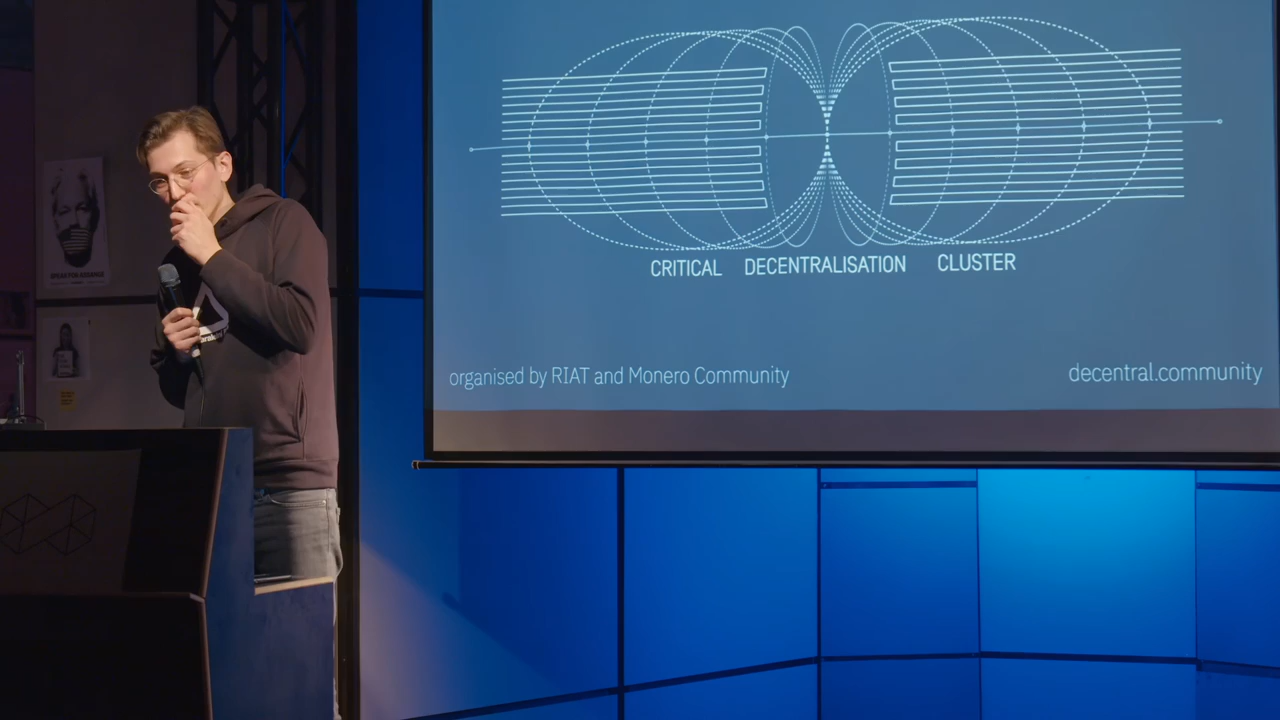 CRITICAL DECENTRALISATION CLUSTER
organised by RIAT and Monero Community
decentral.community